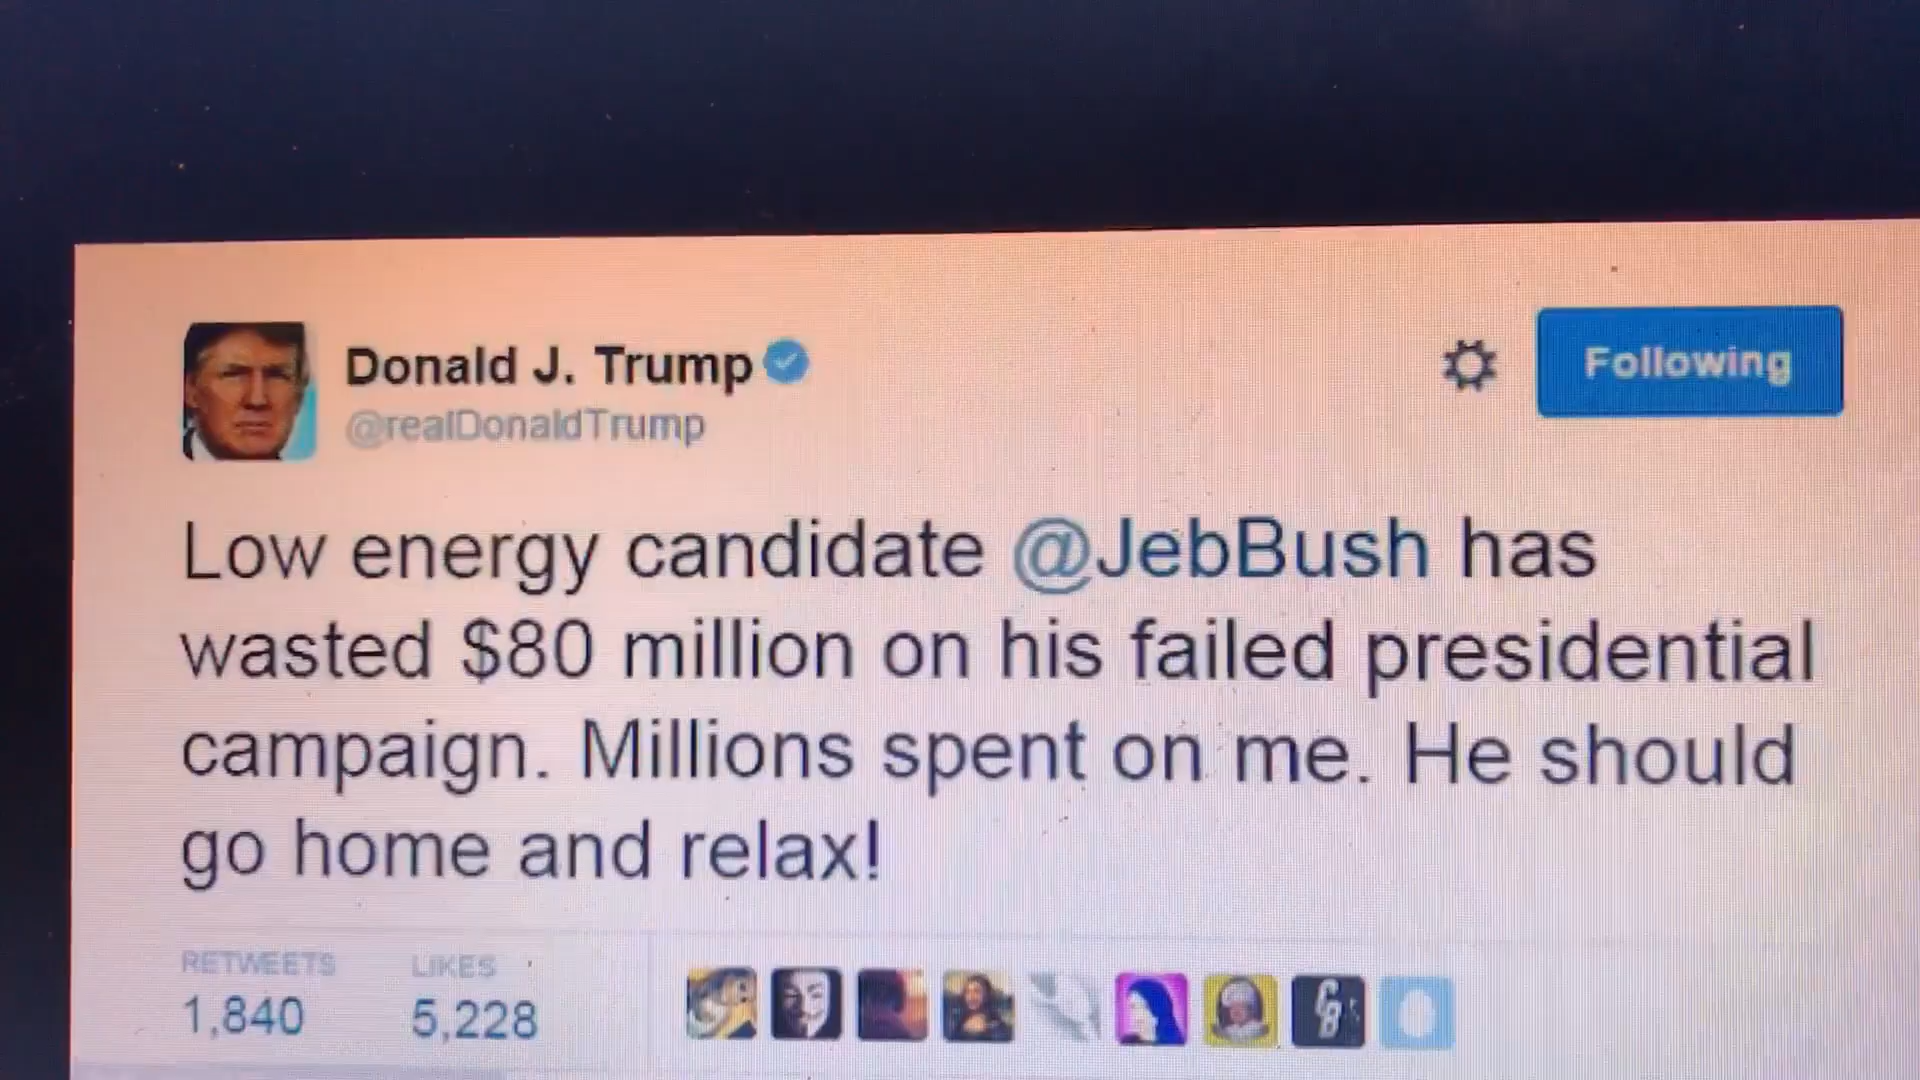 Donald J. Trump
@realDonaldTrump
Following
Low energy candidate @JebBush has
wasted $80 million on his failed presidential
campaign. Millions spent on me. He should
go home and relax!
RETWEETS LIKES
1,840 5,228